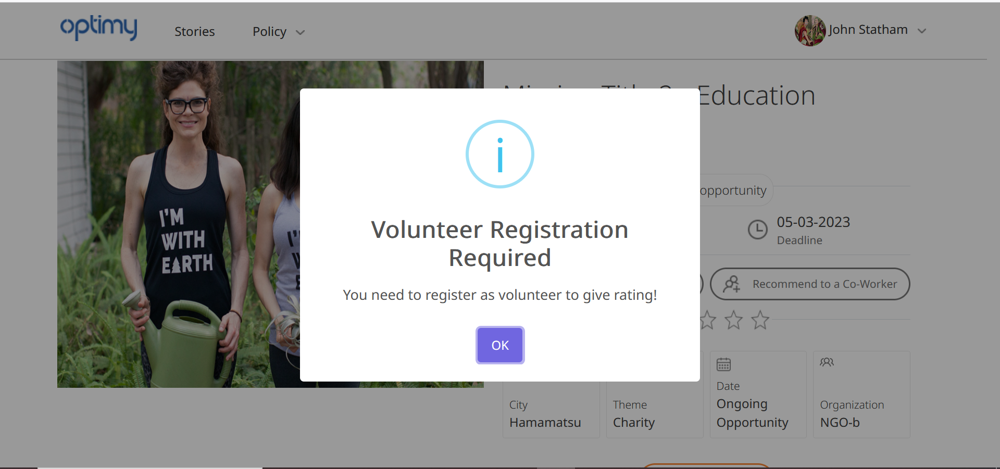 optimy
Stories
Policy
John Statham
Education
I'M
WITH
EARTH
i
Volunteer Registration
Required
You need to register as volunteer to give rating!
OK
opportunity
05-03-2023
Deadline
Recommend to a Co-Worker
City
Hamamatsu
Theme
Charity
Date
Ongoing
Opportunity
Organization
NGO-b